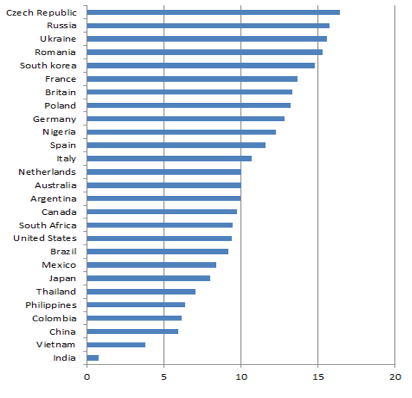 Czech Republic
Russia
Ukraine
Romania
South korea
France
Britain
Poland
Germany
Nigeria
Spain
Italy
Netherlands
Australia
Argentina
Canada
South Africa
United States
Brazil
Mexico
Japan
Thailand
Philippines
Colombia
China
Vietnam
India
0 5 10 15 20